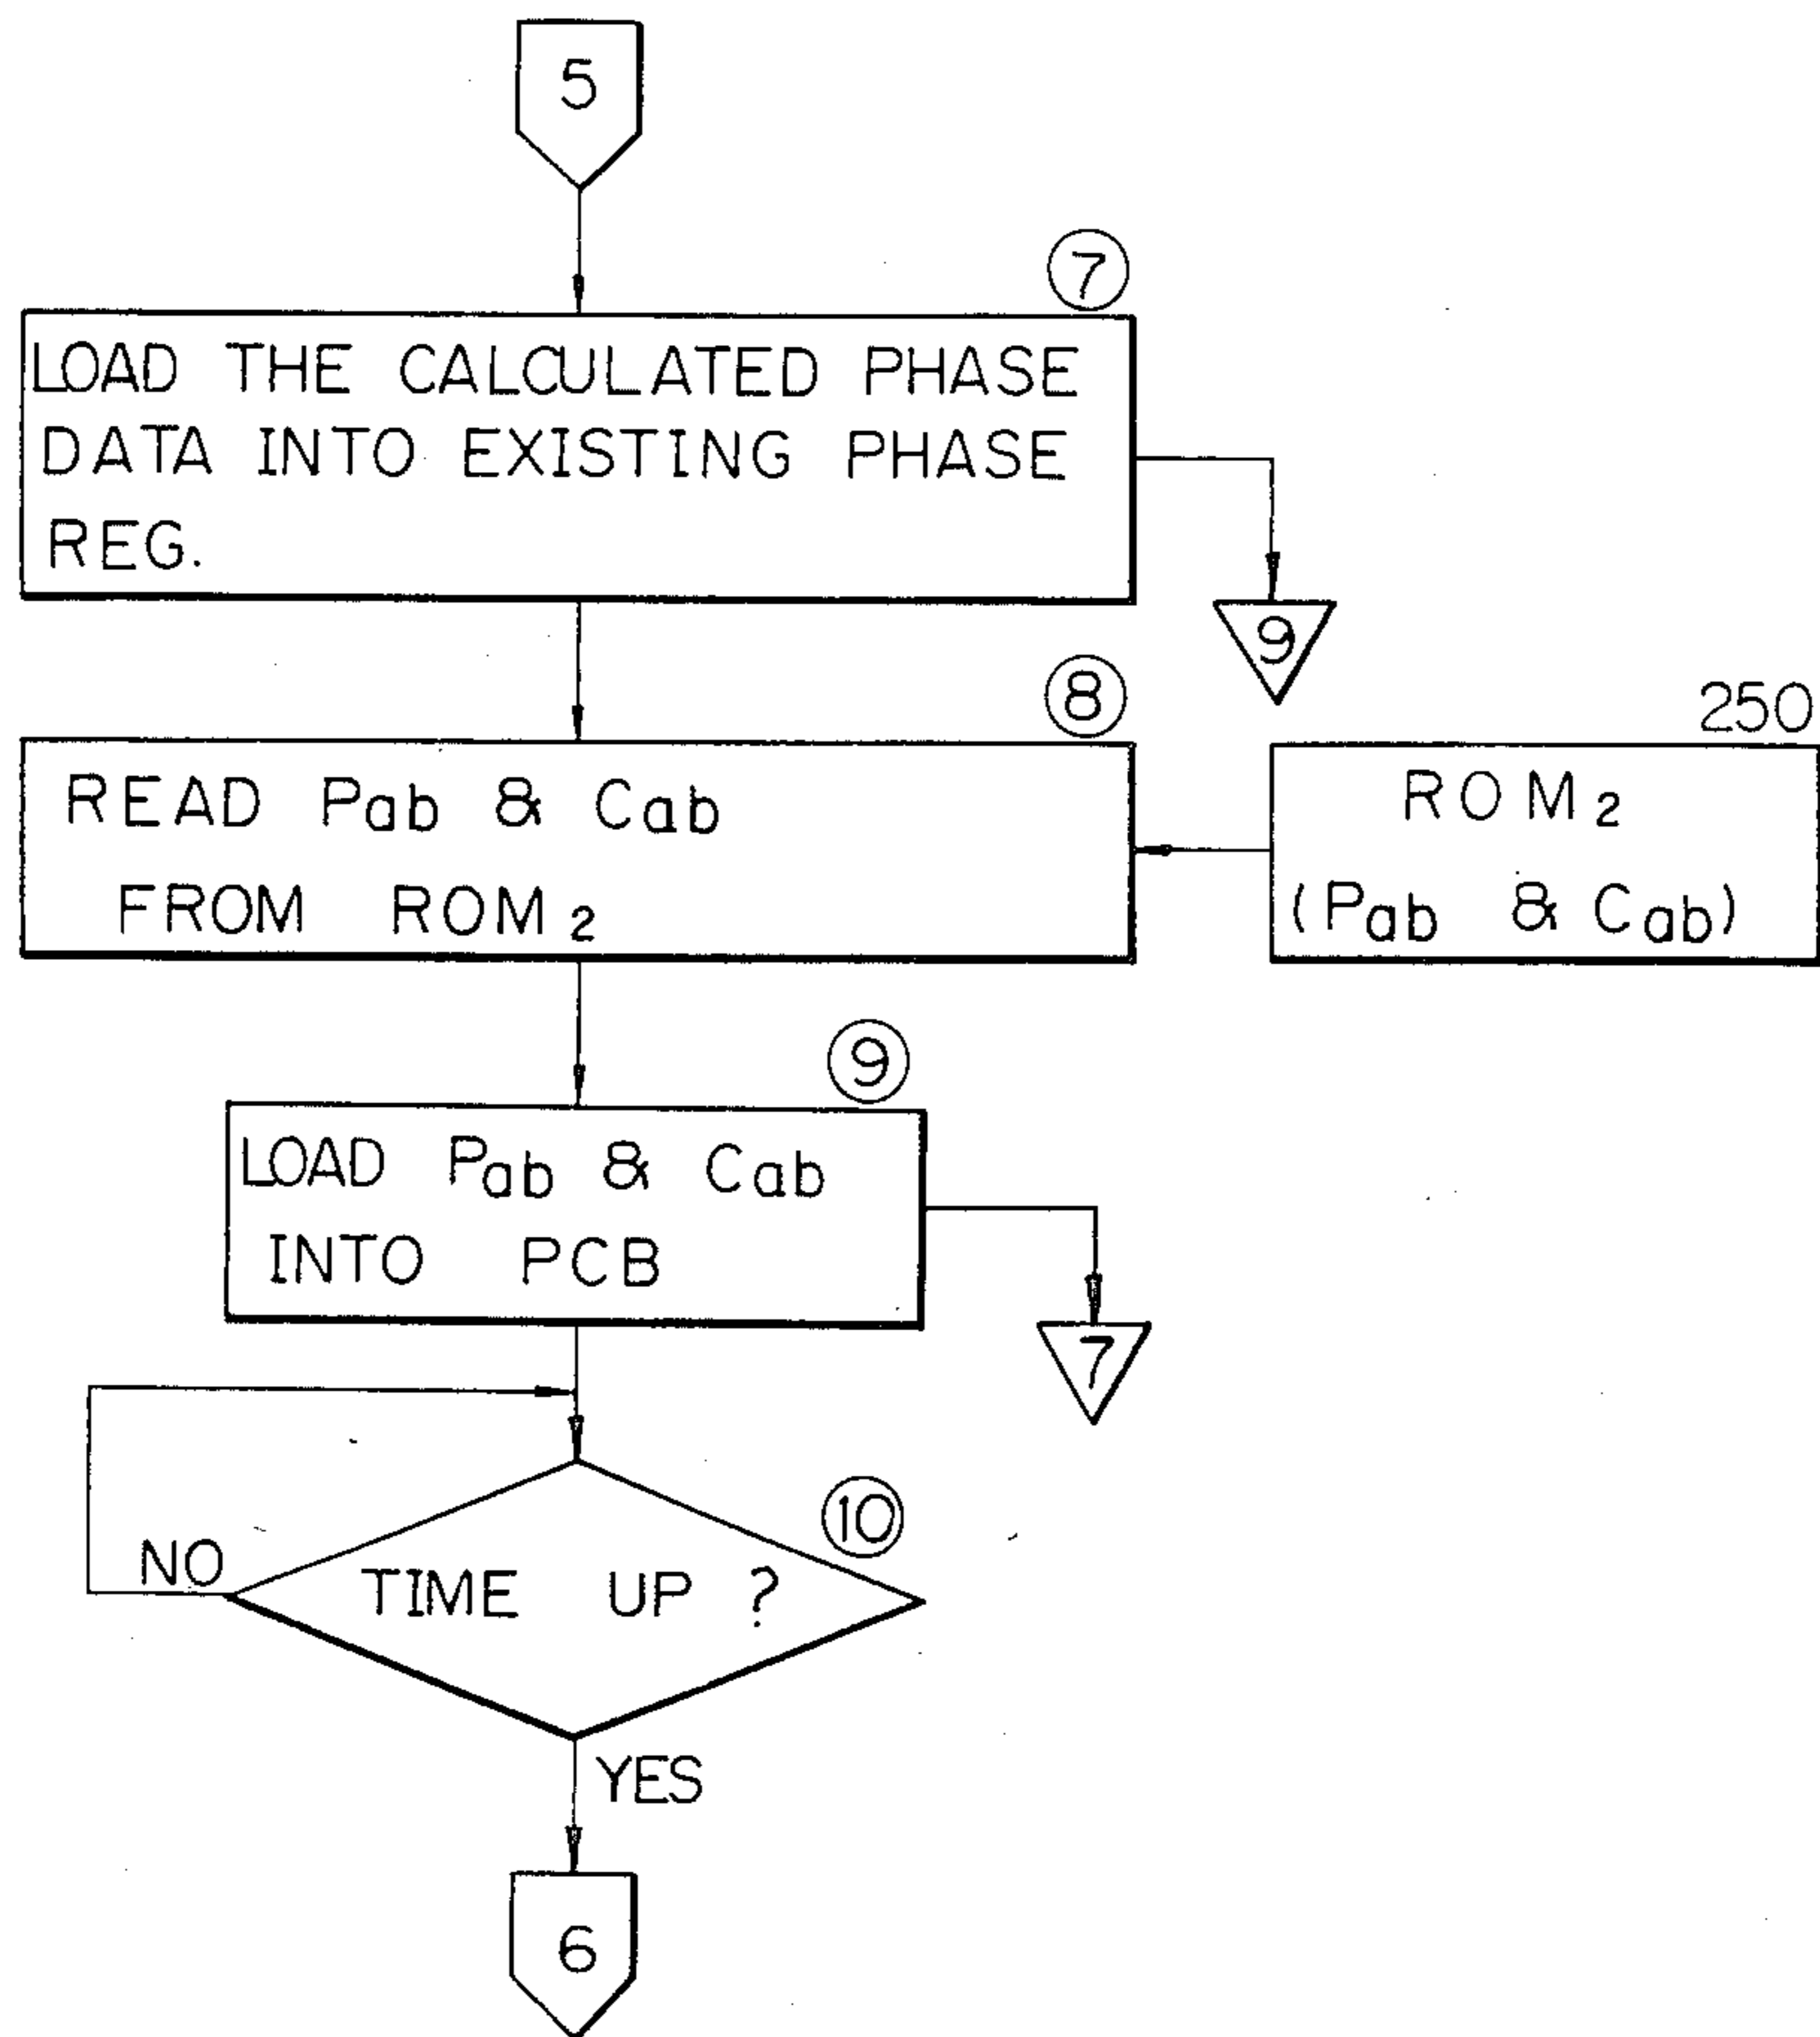 5
7
LOAD THE CALCULATED PHASE
DATA INTO EXISTING PHASE
REG.
9
8
READ Pab & Cab
FROM ROM₂
250
ROM₂
(Pab & Cab)
9
LOAD Pab & Cab
INTO PCB
7
10
NO
TIME UP ?
YES
6